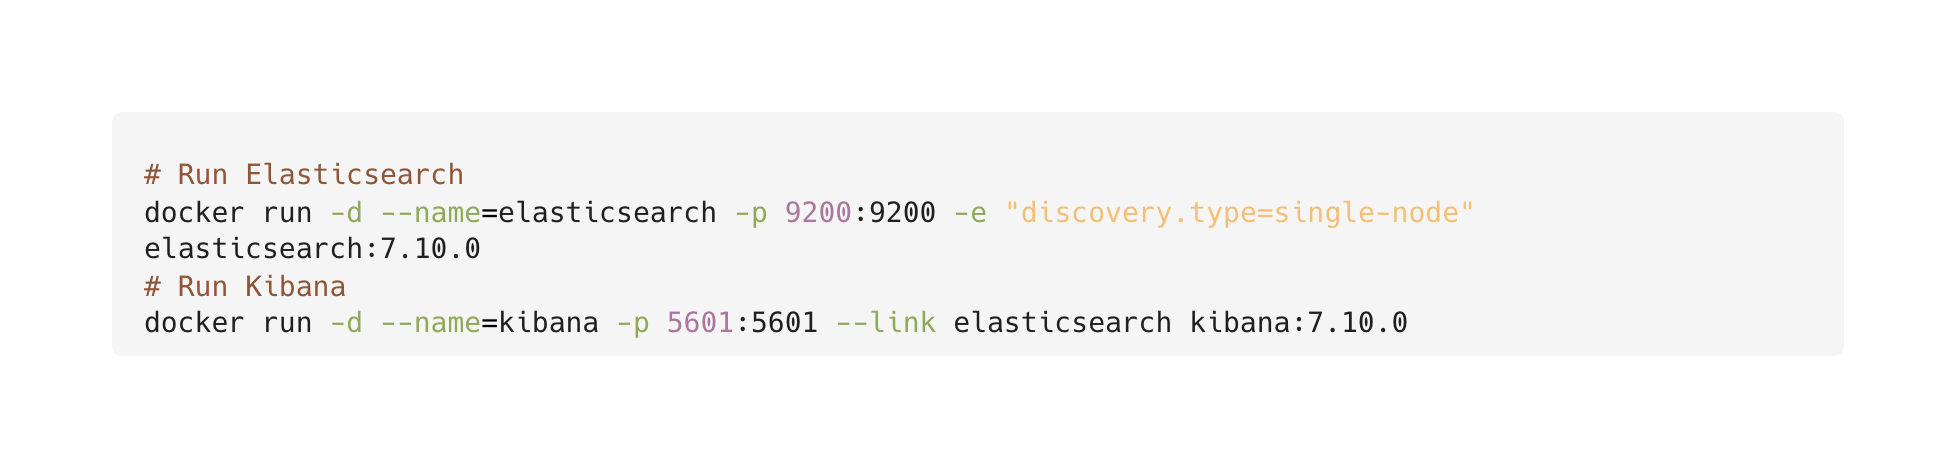 # Run Elasticsearch
docker run -d --name=elasticsearch -p 9200:9200 -e "discovery.type=single-node"
elasticsearch:7.10.0
# Run Kibana
docker run -d --name=kibana -p 5601:5601 --link elasticsearch kibana:7.10.0